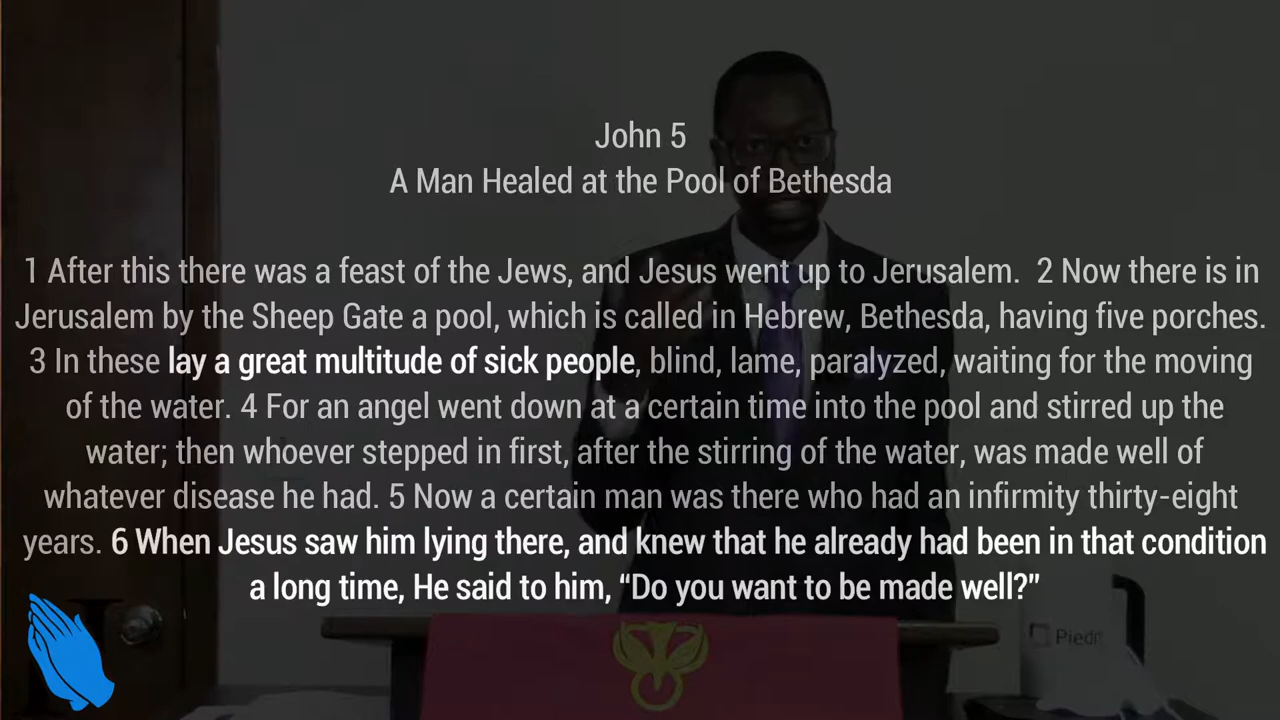 John 5
A Man Healed at the Pool of Bethesda
1 After this there was a feast of the Jews, and Jesus went up to Jerusalem.  2 Now there is in
Jerusalem by the Sheep Gate a pool, which is called in Hebrew, Bethesda, having five porches.
3 In these lay a great multitude of sick people, blind, lame, paralyzed, waiting for the moving
of the water. 4 For an angel went down at a certain time into the pool and stirred up the
water; then whoever stepped in first, after the stirring of the water, was made well of
whatever disease he had. 5 Now a certain man was there who had an infirmity thirty-eight
years. 6 When Jesus saw him lying there, and knew that he already had been in that condition
a long time, He said to him, “Do you want to be made well?”